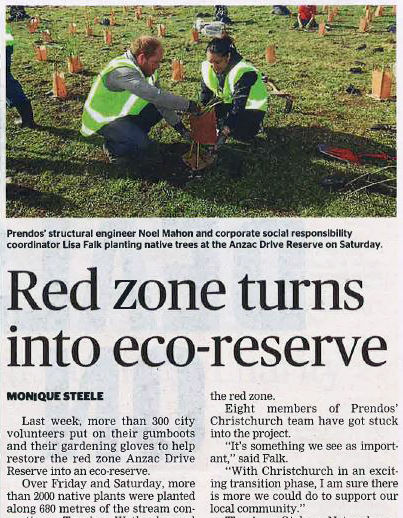 Prendos' structural engineer Noel Mahon and corporate social responsibility
coordinator Lisa Falk planting native trees at the Anzac Drive Reserve on Saturday.
Red zone turns
into eco-reserve
MONIQUE STEELE
Last week, more than 300 city
volunteers put on their gumboots
and their gardening gloves to help
restore the red zone Anzac Drive
Reserve into an eco-reserve.
Over Friday and Saturday, more
than 2000 native plants were planted
along 680 metres of the stream con-
the red zone.
Eight members of Prendos'
Christchurch team have got stuck
into the project.
"It's something we see as import-
ant," said Falk.
"With Christchurch in an excit-
ing transition phase, I am sure there
is more we could do to support our
local community."